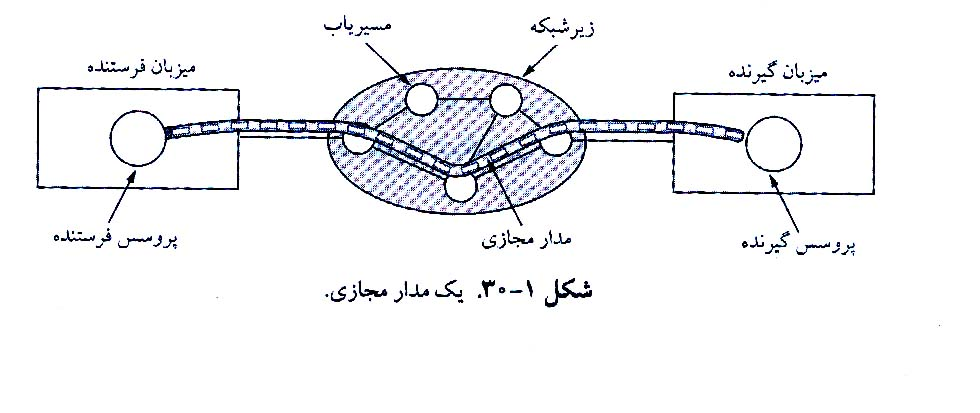 زیرشبکه
مسیریاب
میزبان گیرنده
میزبان فرستنده
پروسس گیرنده
مدار مجازی
پروسس فرستنده
شکل ۱-۳۰. یک مدار مجازی.